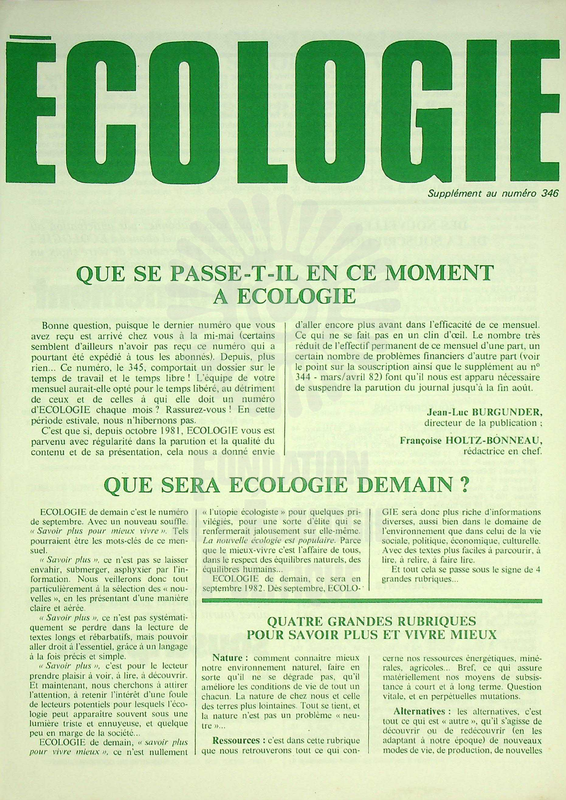 ÉCOLOGIE
Supplément au numéro 346
QUE SE PASSE-T-IL EN CE MOMENT
A ECOLOGIE
Bonne question, puisque le dernier numéro que vous
avez reçu est arrivé chez vous à la mi-mai (certains
semblent d'ailleurs n'avoir pas reçu ce numéro qui a
pourtant été expédié à tous les abonnés). Depuis, plus
rien... Ce numéro, le 345, comportait un dossier sur le
temps de travail et le temps libre ! L'équipe de votre
mensuel aurait-elle opté pour le temps libéré, au détriment
de ceux et de celles à qui elle doit un numéro
d'ECOLOGIE chaque mois ? Rassurez-vous ! En cette
période estivale, nous n'hibernons pas.
C'est que si, depuis octobre 1981, ECOLOGIE vous est
parvenu avec régularité dans la parution et la qualité du
contenu et de sa présentation, cela nous a donné envie
d'aller encore plus avant dans l'efficacité de ce mensuel.
Ce qui ne se fait pas en un clin d'œil. Le nombre très
réduit de l'effectif permanent de ce mensuel d'une part, un
certain nombre de problèmes financiers d'autre part (voir
le point sur la souscription ainsi que le supplément au n°
344 - mars/avril 82) font qu'il nous est apparu nécessaire
de suspendre la parution du journal jusqu'à la fin août.
Jean-Luc BURGUNDER,
directeur de la publication ;
Françoise HOLTZ-BONNEAU,
rédactrice en chef.
QUE SERA ECOLOGIE DEMAIN ?
ECOLOGIE de demain c'est le numéro
de septembre. Avec un nouveau souffle.
« Savoir plus pour mieux vivre ». Tels
pourraient être les mots-clés de ce men-
suel.
« Savoir plus », ce n'est pas se laisser
envahir, submerger, asphyxier par l'in-
formation. Nous veillerons donc tout
particulièrement à la sélection des « nou-
velles », en les présentant d'une manière
claire et aérée.
« Savoir plus », ce n'est pas systémati-
quement se perdre dans la lecture de
textes longs et rébarbatifs, mais pouvoir
aller droit à l'essentiel, grâce à un langage
à la fois précis et simple.
« Savoir plus », c'est pour le lecteur
prendre plaisir à voir, à lire, à découvrir.
Et maintenant, nous cherchons à attirer
l'attention, à retenir l'intérêt d'une foule
de lecteurs potentiels pour lesquels l'éco-
logie peut apparaître souvent sous une
lumière triste et ennuyeuse, et quelque
peu en marge de la société...
ECOLOGIE de demain, « savoir plus
pour vivre mieux », ce n'est nullement
« l'utopie écologiste » pour quelques pri-
vilégiés, pour une sorte d'élite qui se
renfermerait jalousement sur elle-même.
La nouvelle écologie est populaire. Parce
que le mieux-vivre c'est l'affaire de tous,
dans le respect des équilibres naturels, des
équilibres humains...
ECOLOGIE de demain, ce sera en
septembre 1982. Dès septembre, ECOLO-
GIE sera donc plus riche d'informations
diverses, aussi bien dans le domaine de
l'environnement que dans celui de la vie
sociale, politique, économique, culturelle.
Avec des textes plus faciles à parcourir, à
lire, à relire, à faire lire.
Et tout cela se passe sous le signe de 4
grandes rubriques...
QUATRE GRANDES RUBRIQUES
POUR SAVOIR PLUS ET VIVRE MIEUX
Nature : comment connaître mieux
notre environnement naturel, faire en
sorte qu'il ne se dégrade pas, qu'il
améliore les conditions de vie de tout un
chacun. La nature de chez nous et celle
des terres plus lointaines. Tout se tient, et
la nature n'est pas un problème « neu-
tre »...
Ressources : c'est dans cette rubrique
que nous retrouverons tout ce qui con-
cerne nos ressources énergétiques, miné-
rales, agricoles... Bref, ce qui assure
matériellement nos moyens de subsis-
tance à court et à long terme. Question
vitale, et en perpétuelles mutations.
Alternatives : les alternatives, c'est
tout ce qui est « autre », qu'il s'agisse de
découvrir ou de redécouvrir (en les
adaptant à notre époque) de nouveaux
modes de vie, de production, de nouvelles
FONDATION